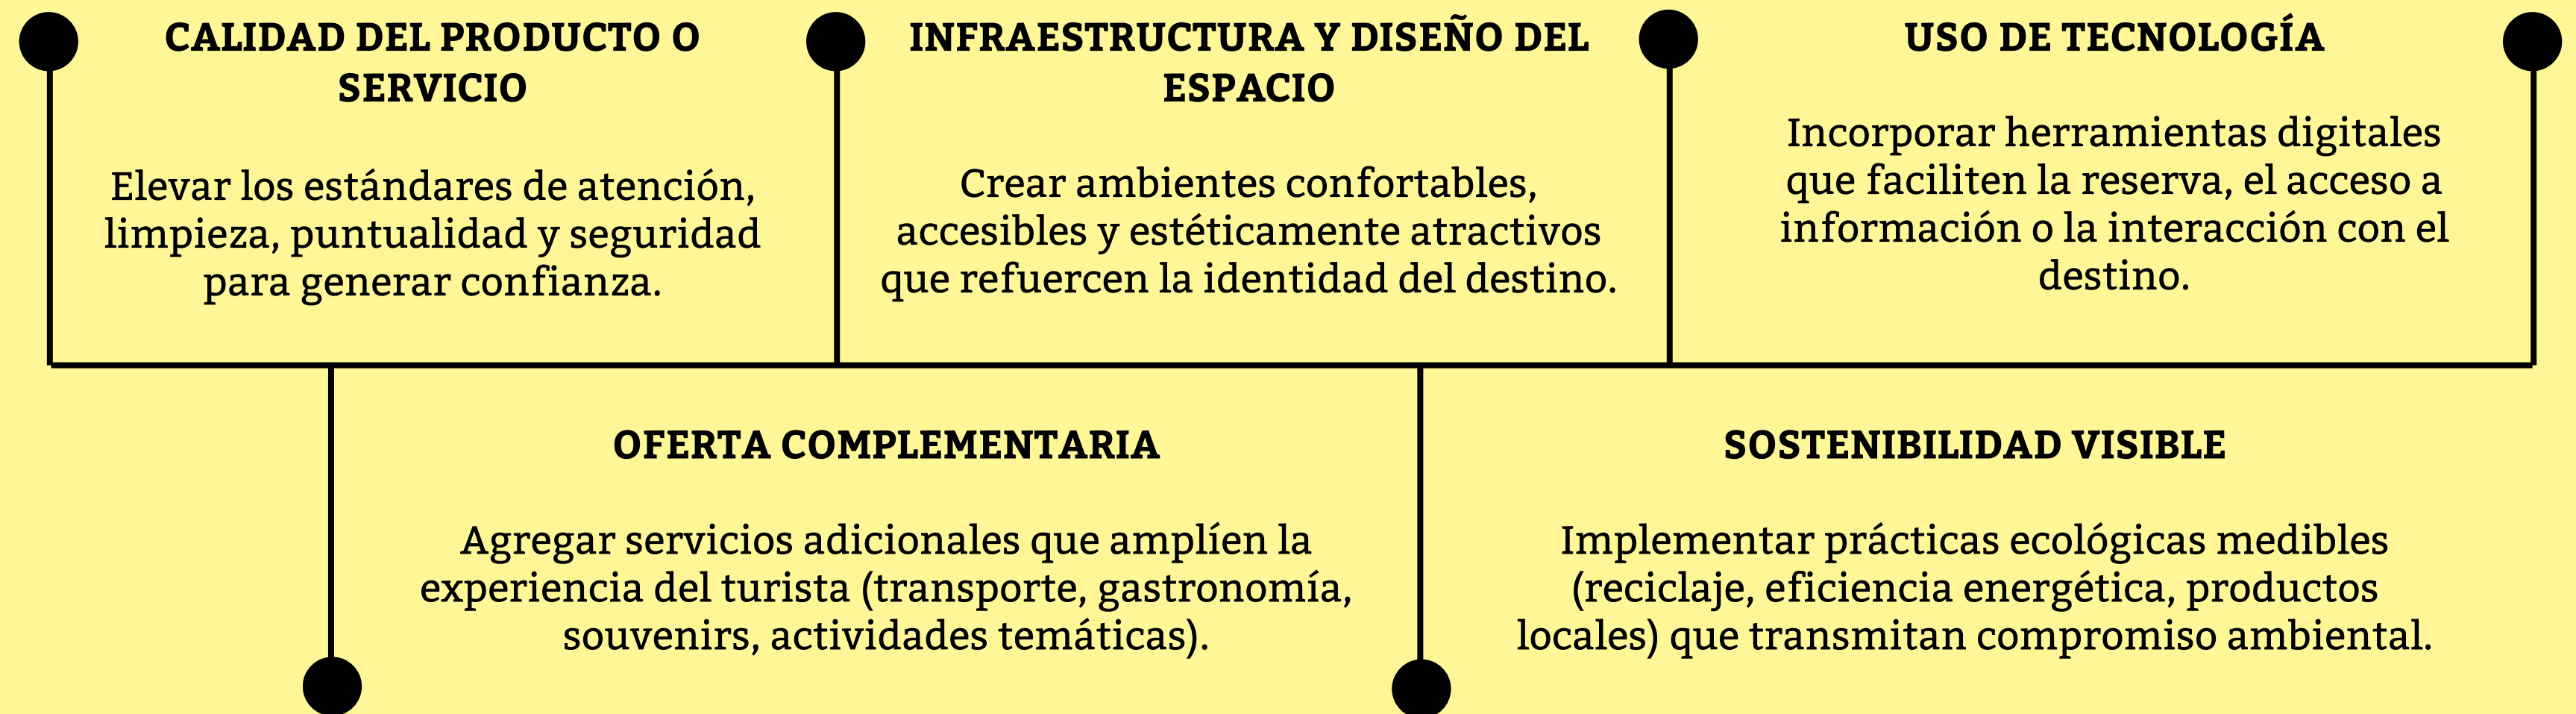 CALIDAD DEL PRODUCTO O
SERVICIO
Elevar los estándares de atención,
limpieza, puntualidad y seguridad
para generar confianza.
INFRAESTRUCTURA Y DISEÑO DEL
ESPACIO
Crear ambientes confortables,
accesibles y estéticamente atractivos
que refuercen la identidad del destino.
USO DE TECNOLOGÍA
Incorporar herramientas digitales
que faciliten la reserva, el acceso a
información o la interacción con el
destino.
OFERTA COMPLEMENTARIA
Agregar servicios adicionales que amplíen la
experiencia del turista (transporte, gastronomía,
souvenirs, actividades temáticas).
SOSTENIBILIDAD VISIBLE
Implementar prácticas ecológicas medibles
(reciclaje, eficiencia energética, productos
locales) que transmitan compromiso ambiental.